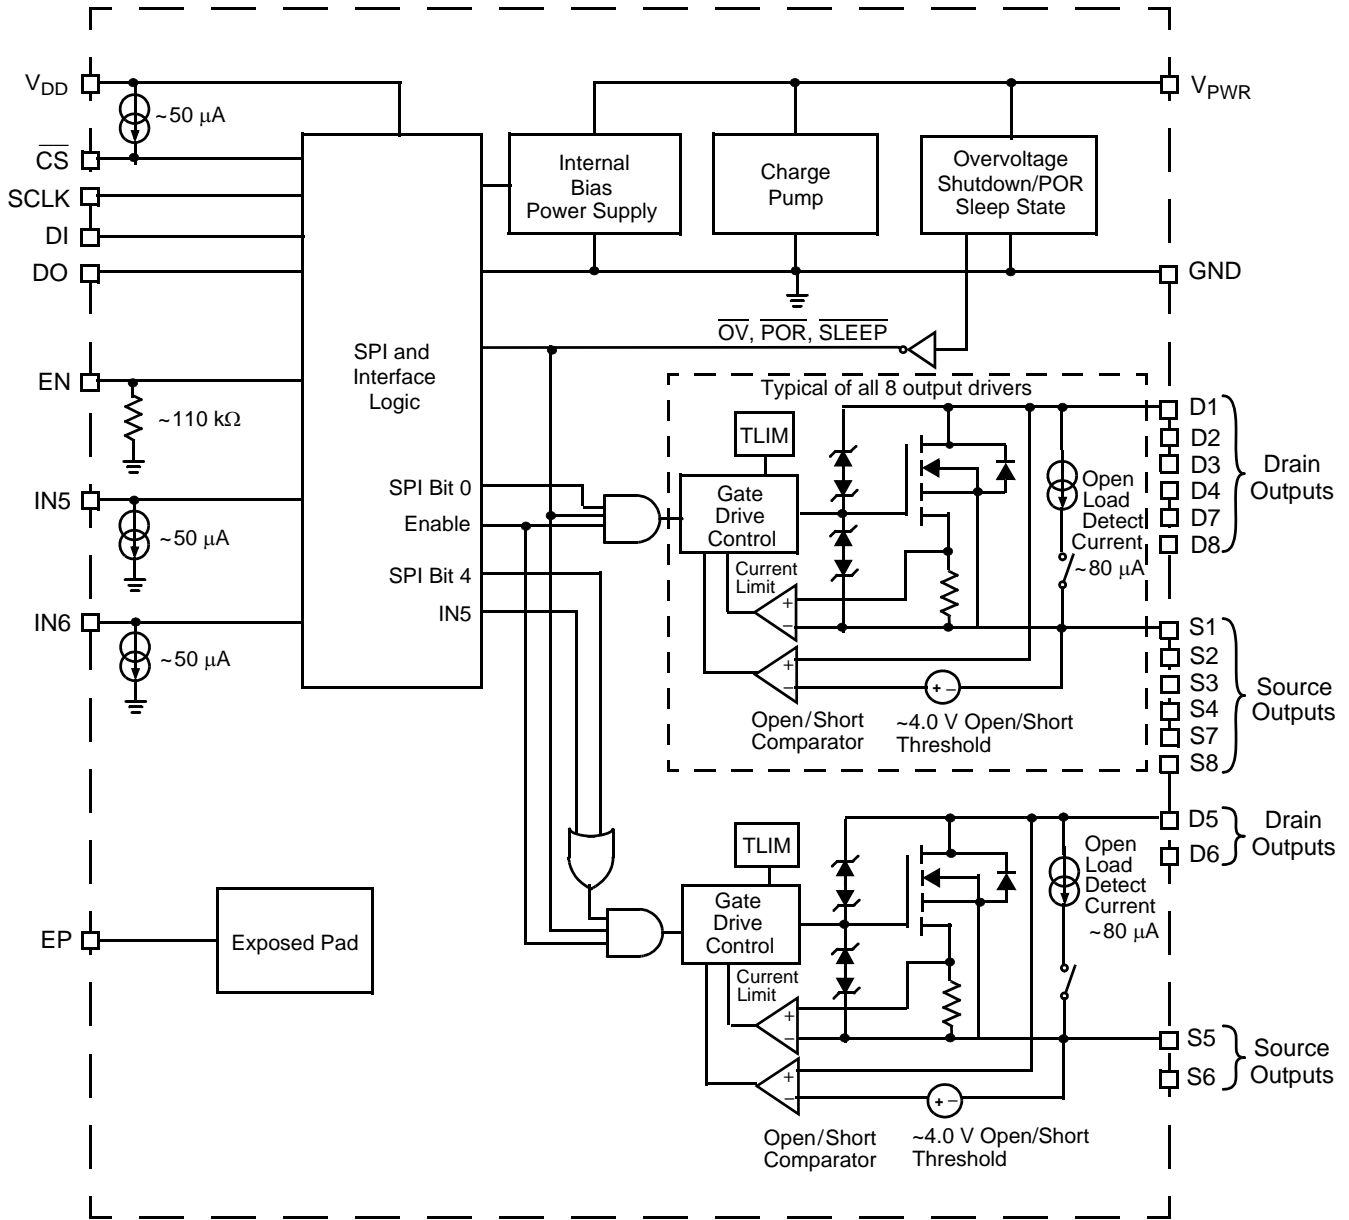 VDD
~50 μA
CS
SCLK
DI
DO
EN
~110 kΩ
IN5
~50 μA
IN6
~50 μA
EP
Exposed Pad
SPI and
Interface
Logic
SPI Bit 0
Enable
SPI Bit 4
IN5
Internal
Bias
Power Supply
Charge
Pump
Overvoltage
Shutdown/POR
Sleep State
VPWR
GND
OV, POR, SLEEP
Typical of all 8 output drivers
TLIM
Gate
Drive
Control
Current
Limit
+
–
+
–
+ –
Open
Load
Detect
Current
~80 μA
Open/Short
Comparator
~4.0 V Open/Short
Threshold
D1
D2
D3
D4
D7
D8
Drain
Outputs
S1
S2
S3
S4
S7
S8
Source
Outputs
TLIM
Gate
Drive
Control
Current
Limit
+
–
+
–
+ –
Open
Load
Detect
Current
~80 μA
Open/Short
Comparator
~4.0 V Open/Short
Threshold
D5
D6
Drain
Outputs
S5
S6
Source
Outputs